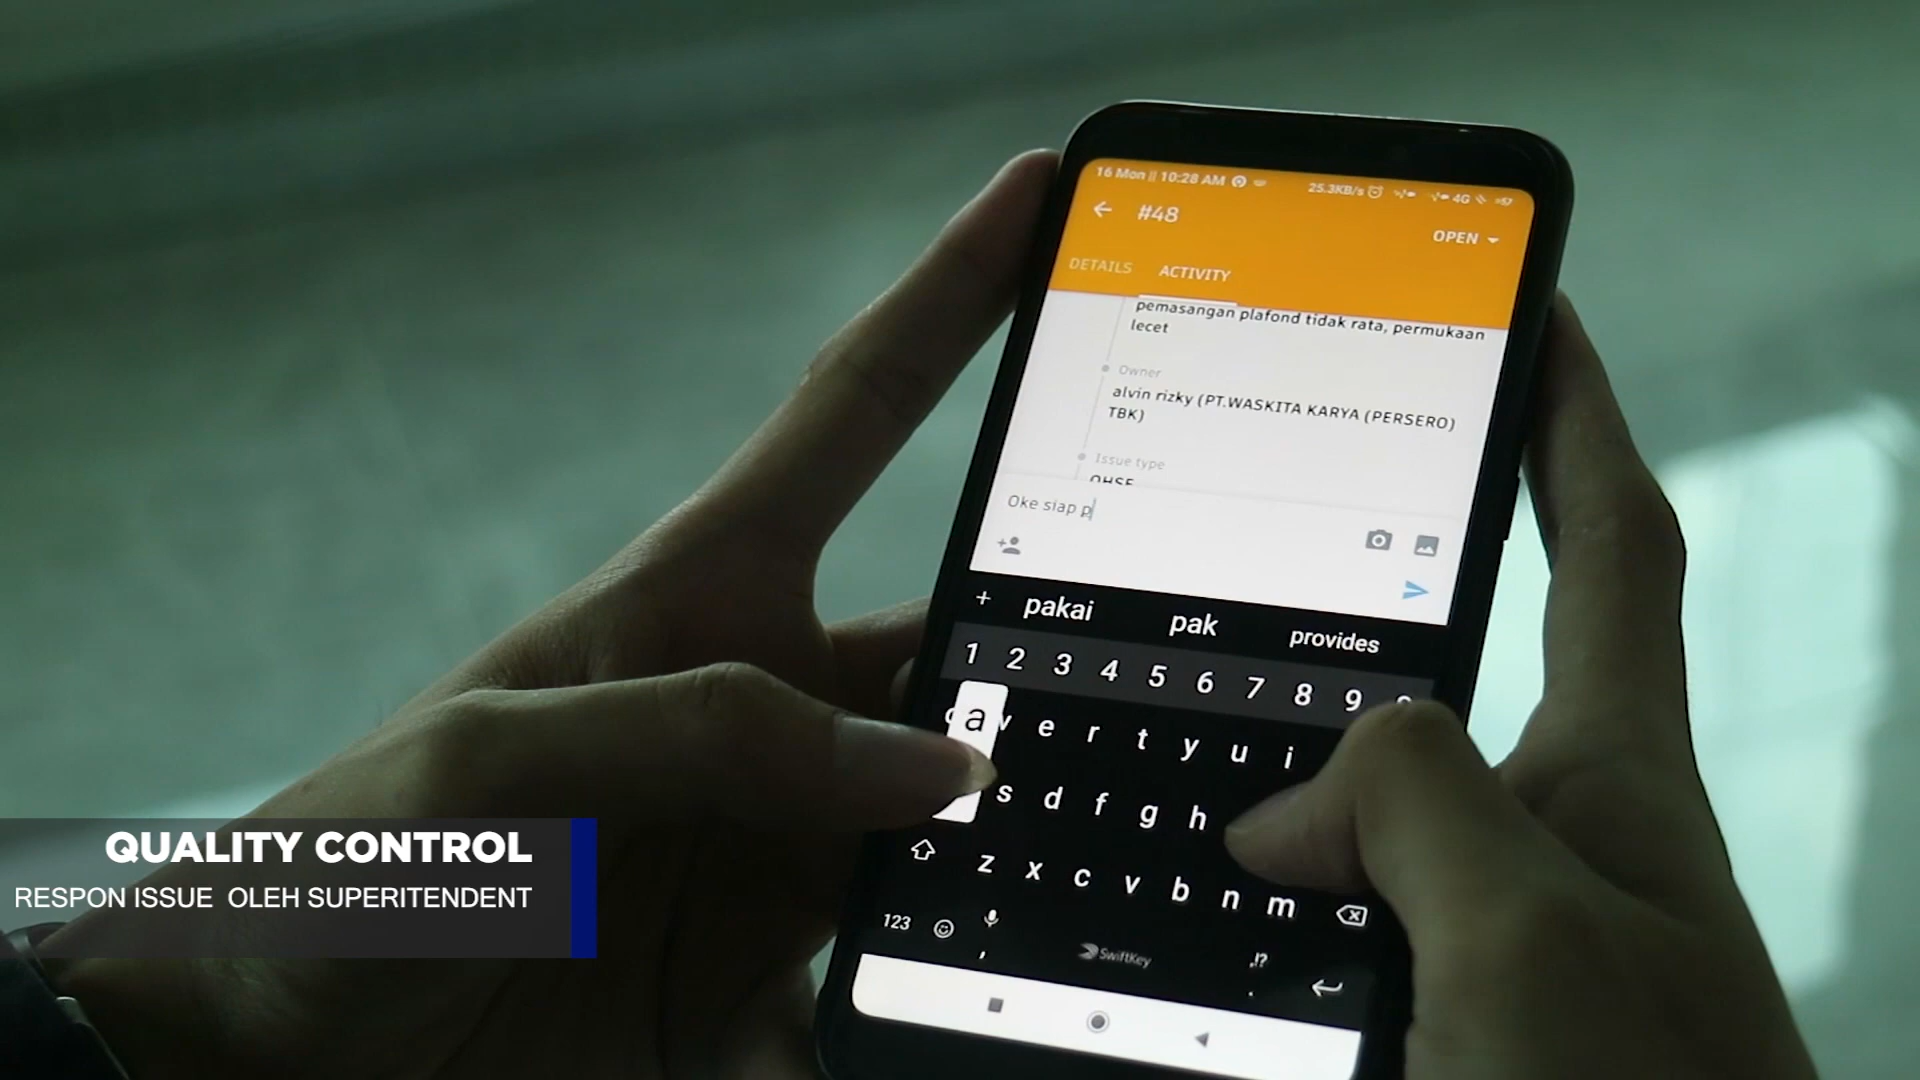 16 Mon || 10:28 AM
25.3KB/s
4G
#48
OPEN
DETAILS ACTIVITY
pemasangan plafond tidak rata, permukaan
lecet
Owner
alvin rizky (PT.WASKITA KARYA (PERSERO)
TBK)
Issue type
QHSE
Oke siap p
+ pakai pak provides
1 2 3 4 5 6 7 8 9
a e r t y u i
s d f g h
z x c v b n m
123 , SwiftKey ,!? .
QUALITY CONTROL
RESPON ISSUE OLEH SUPERITENDENT